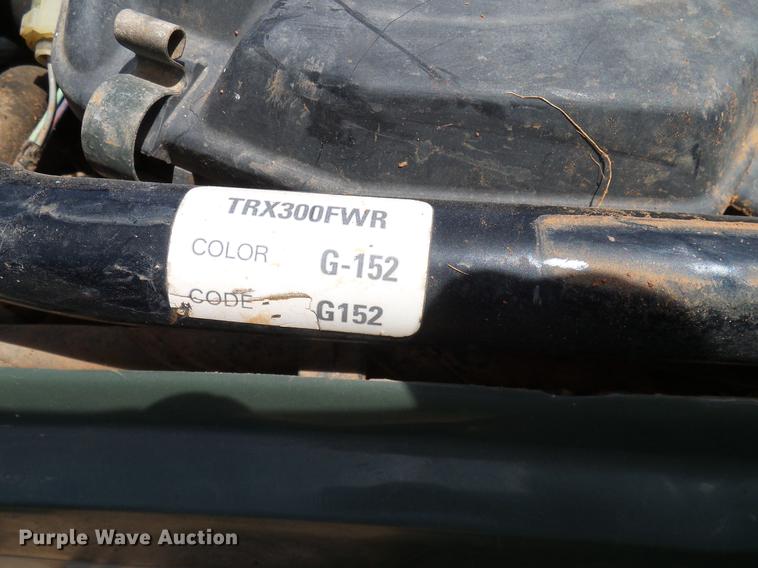 TRX300FWR
COLOR G-152
CODE G152
Purple Wave Auction